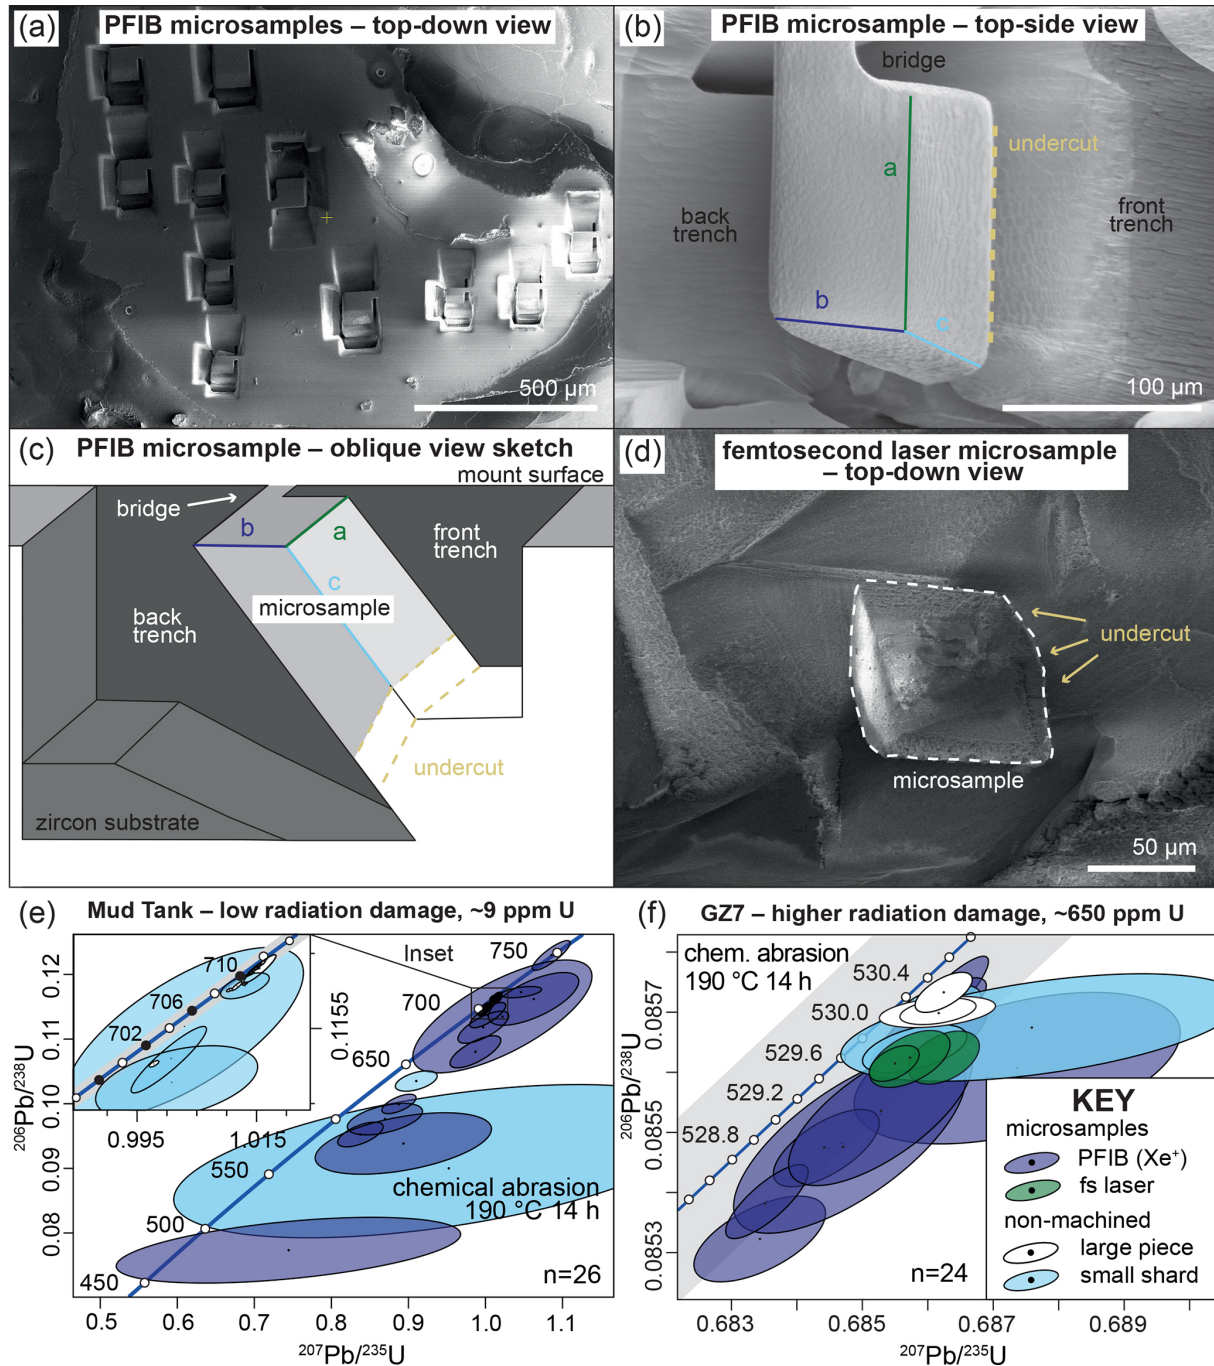 (a) PFIB microsamples – top-down view
500 µm
(b) PFIB microsample – top-side view
bridge
undercut
a
back
trench
front
trench
b
c
100 µm
(c) PFIB microsample – oblique view sketch
mount surface
bridge
b
a
front
trench
c
microsample
back
trench
undercut
zircon substrate
(d) femtosecond laser microsample
– top-down view
undercut
microsample
50 µm
(e) Mud Tank – low radiation damage, ~9 ppm U
Inset
750
710
706
702
700
650
550
500
450
0.1155
0.995
1.015
chemical abrasion
190 °C 14 h
n=26
0.12
0.11
0.10
0.09
0.08
206Pb/238U
0.5 0.6 0.7 0.8 0.9 1.0 1.1
207Pb/235U
(f) GZ7 – higher radiation damage, ~650 ppm U
chem. abrasion
190 °C 14 h
530.4
530.0
529.6
529.2
528.8
0.0857
0.0855
0.0853
206Pb/238U
n=24
KEY
microsamples
PFIB (Xe+)
fs laser
non-machined
large piece
small shard
0.683 0.685 0.687 0.689
207Pb/235U